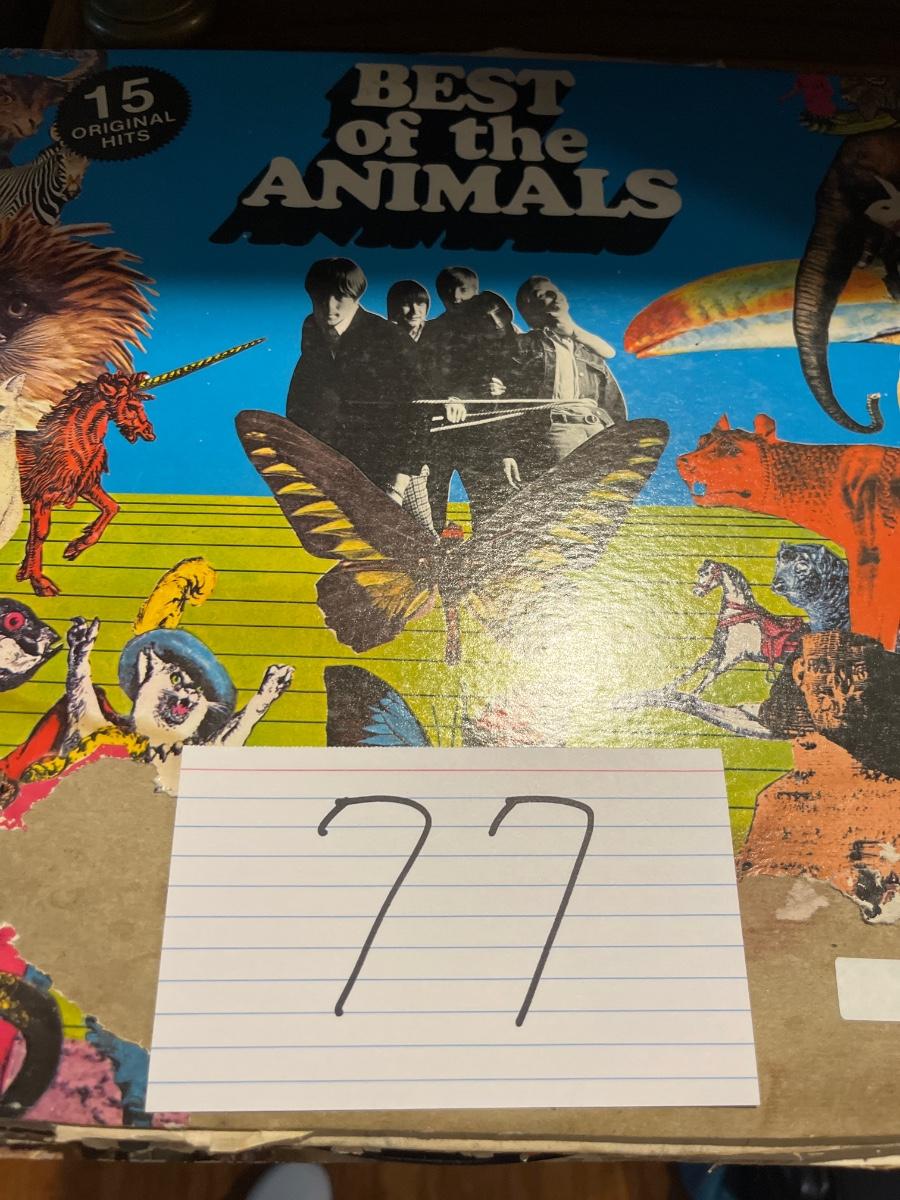 15
ORIGINAL
HITS
BEST
of the
ANIMALS
77